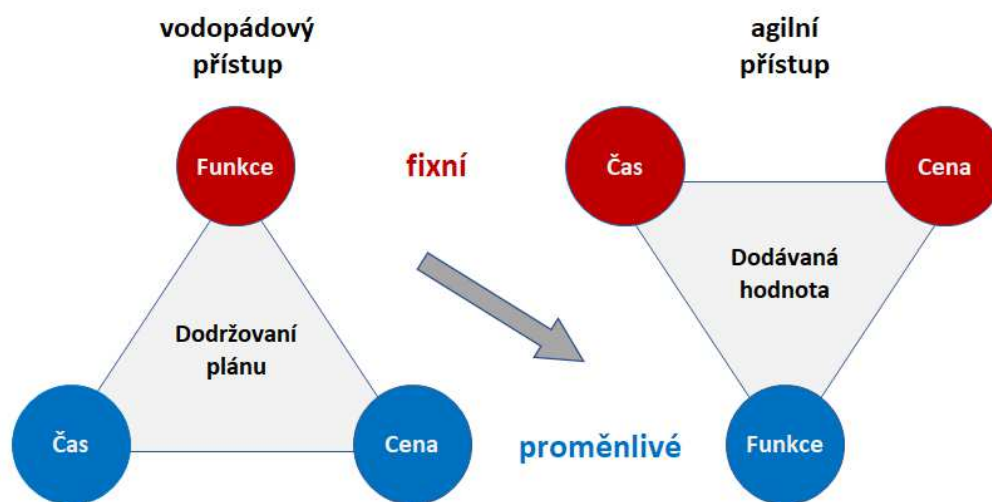 vodopádový
přístup
agilní
přístup
Funkce
fixní
Čas
Cena
Dodávaná
hodnota
Dodržovaní
plánu
Čas
Cena
proměnlivé
Funkce